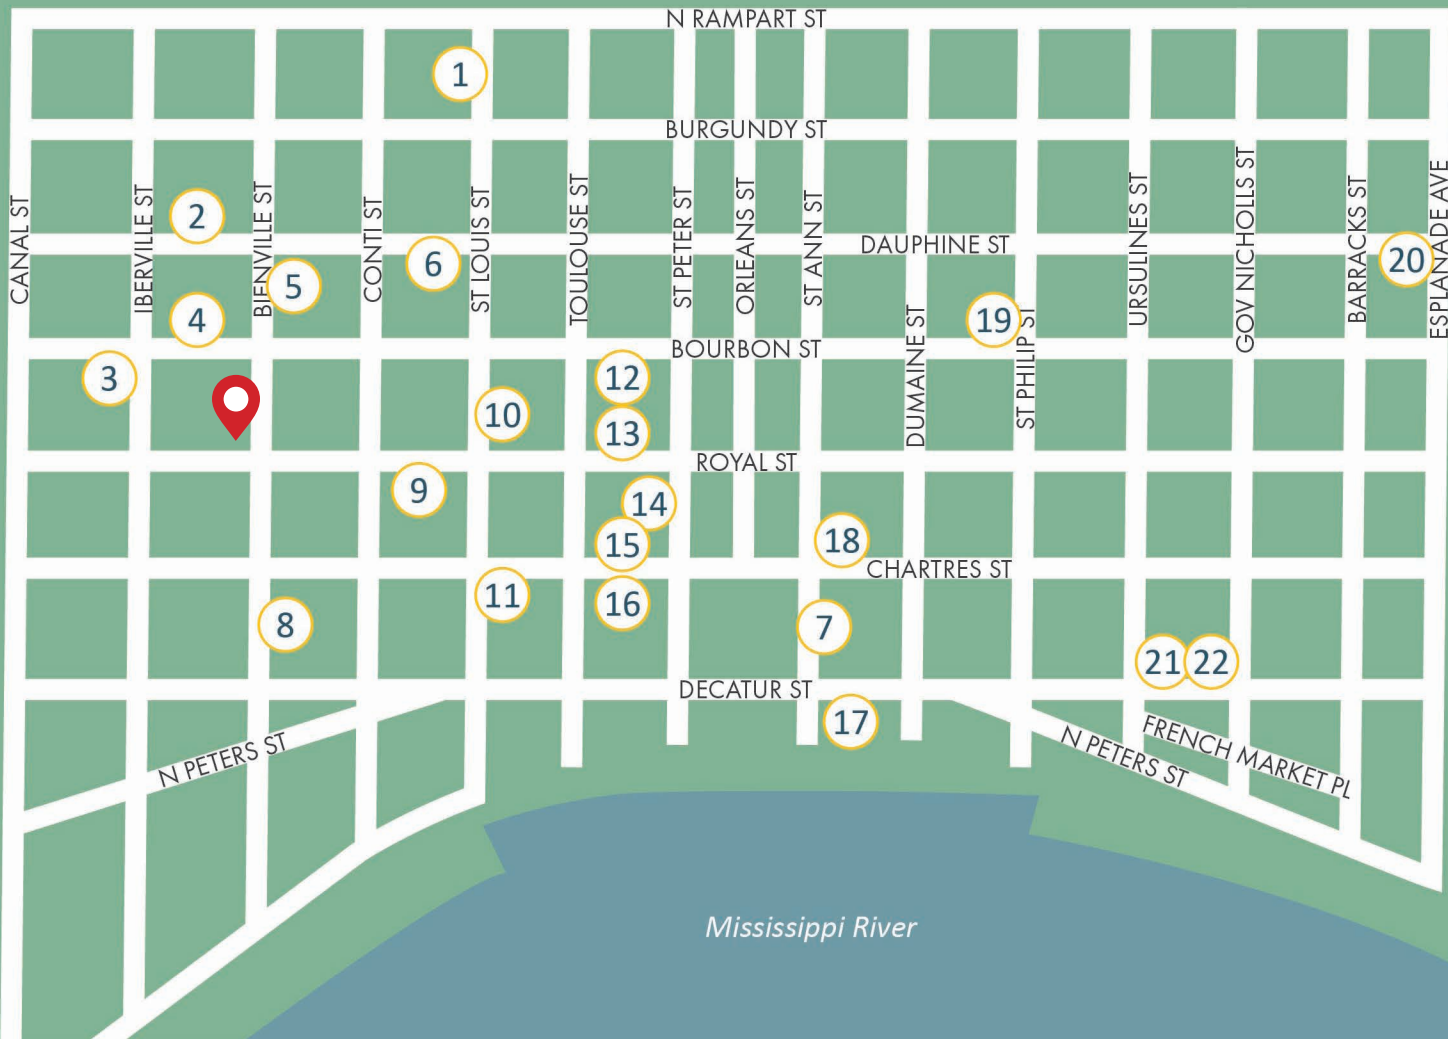 N RAMPART ST
1
BURGUNDY ST
CANAL ST
IBERVILLE ST
2
BIENVILLE ST
CONTI ST
ST LOUIS ST
TOULOUSE ST
ST PETER ST
ORLEANS ST
ST ANN ST
DAUPHINE ST
URSULINES ST
GOV NICHOLLS ST
BARRACKS ST
ESPLANADE AVE
6
5
20
4
DUMAINE ST
19
ST PHILIP ST
BOURBON ST
3
12
10
13
ROYAL ST
9
14
15
18
CHARTRES ST
11
16
8
7
21
22
DECATUR ST
17
N PETERS ST
N PETERS ST
FRENCH MARKET PL
Mississippi River